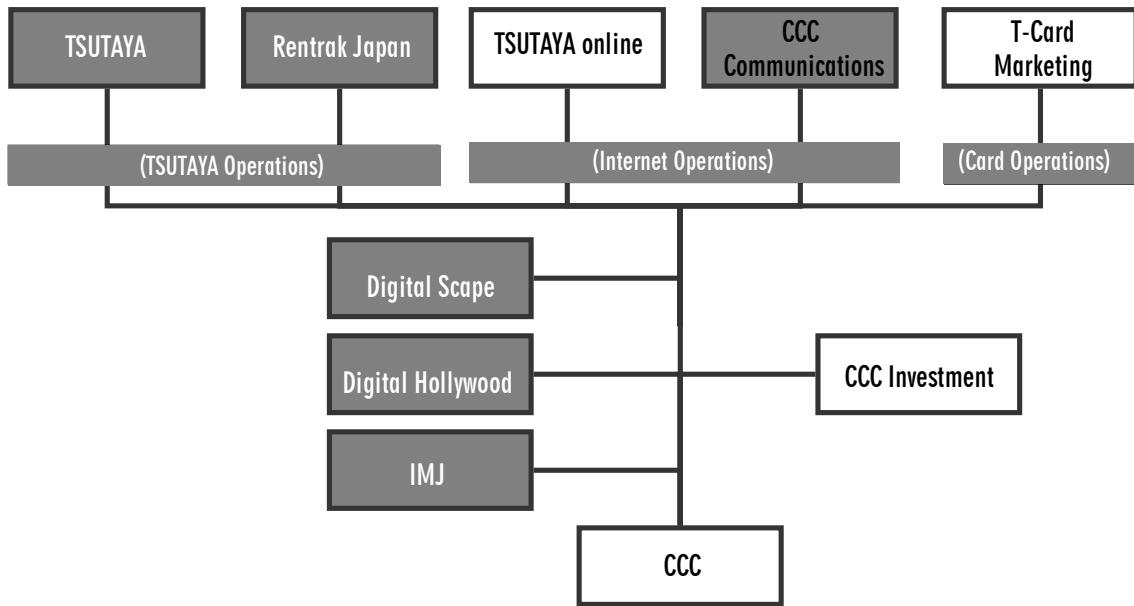 TSUTAYA
Rentrak Japan
TSUTAYA online
CCC
Communications
T-Card
Marketing
(TSUTAYA Operations)
(Internet Operations)
(Card Operations)
Digital Scape
Digital Hollywood
CCC Investment
IMJ
CCC